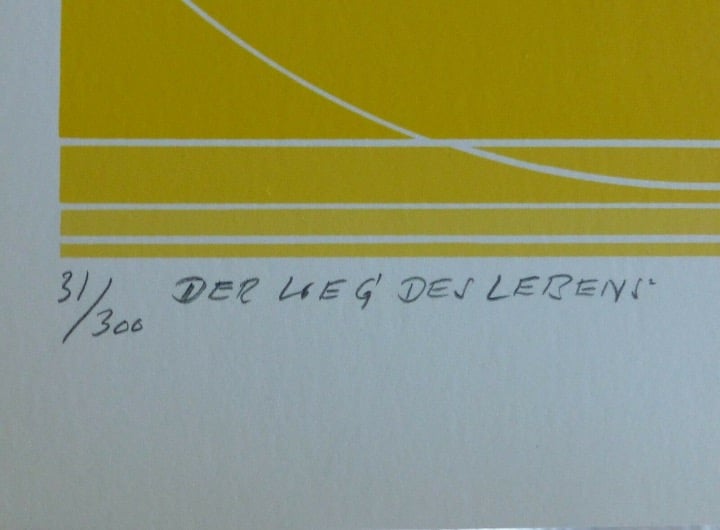 31/300 DER WEG DES LEBENS